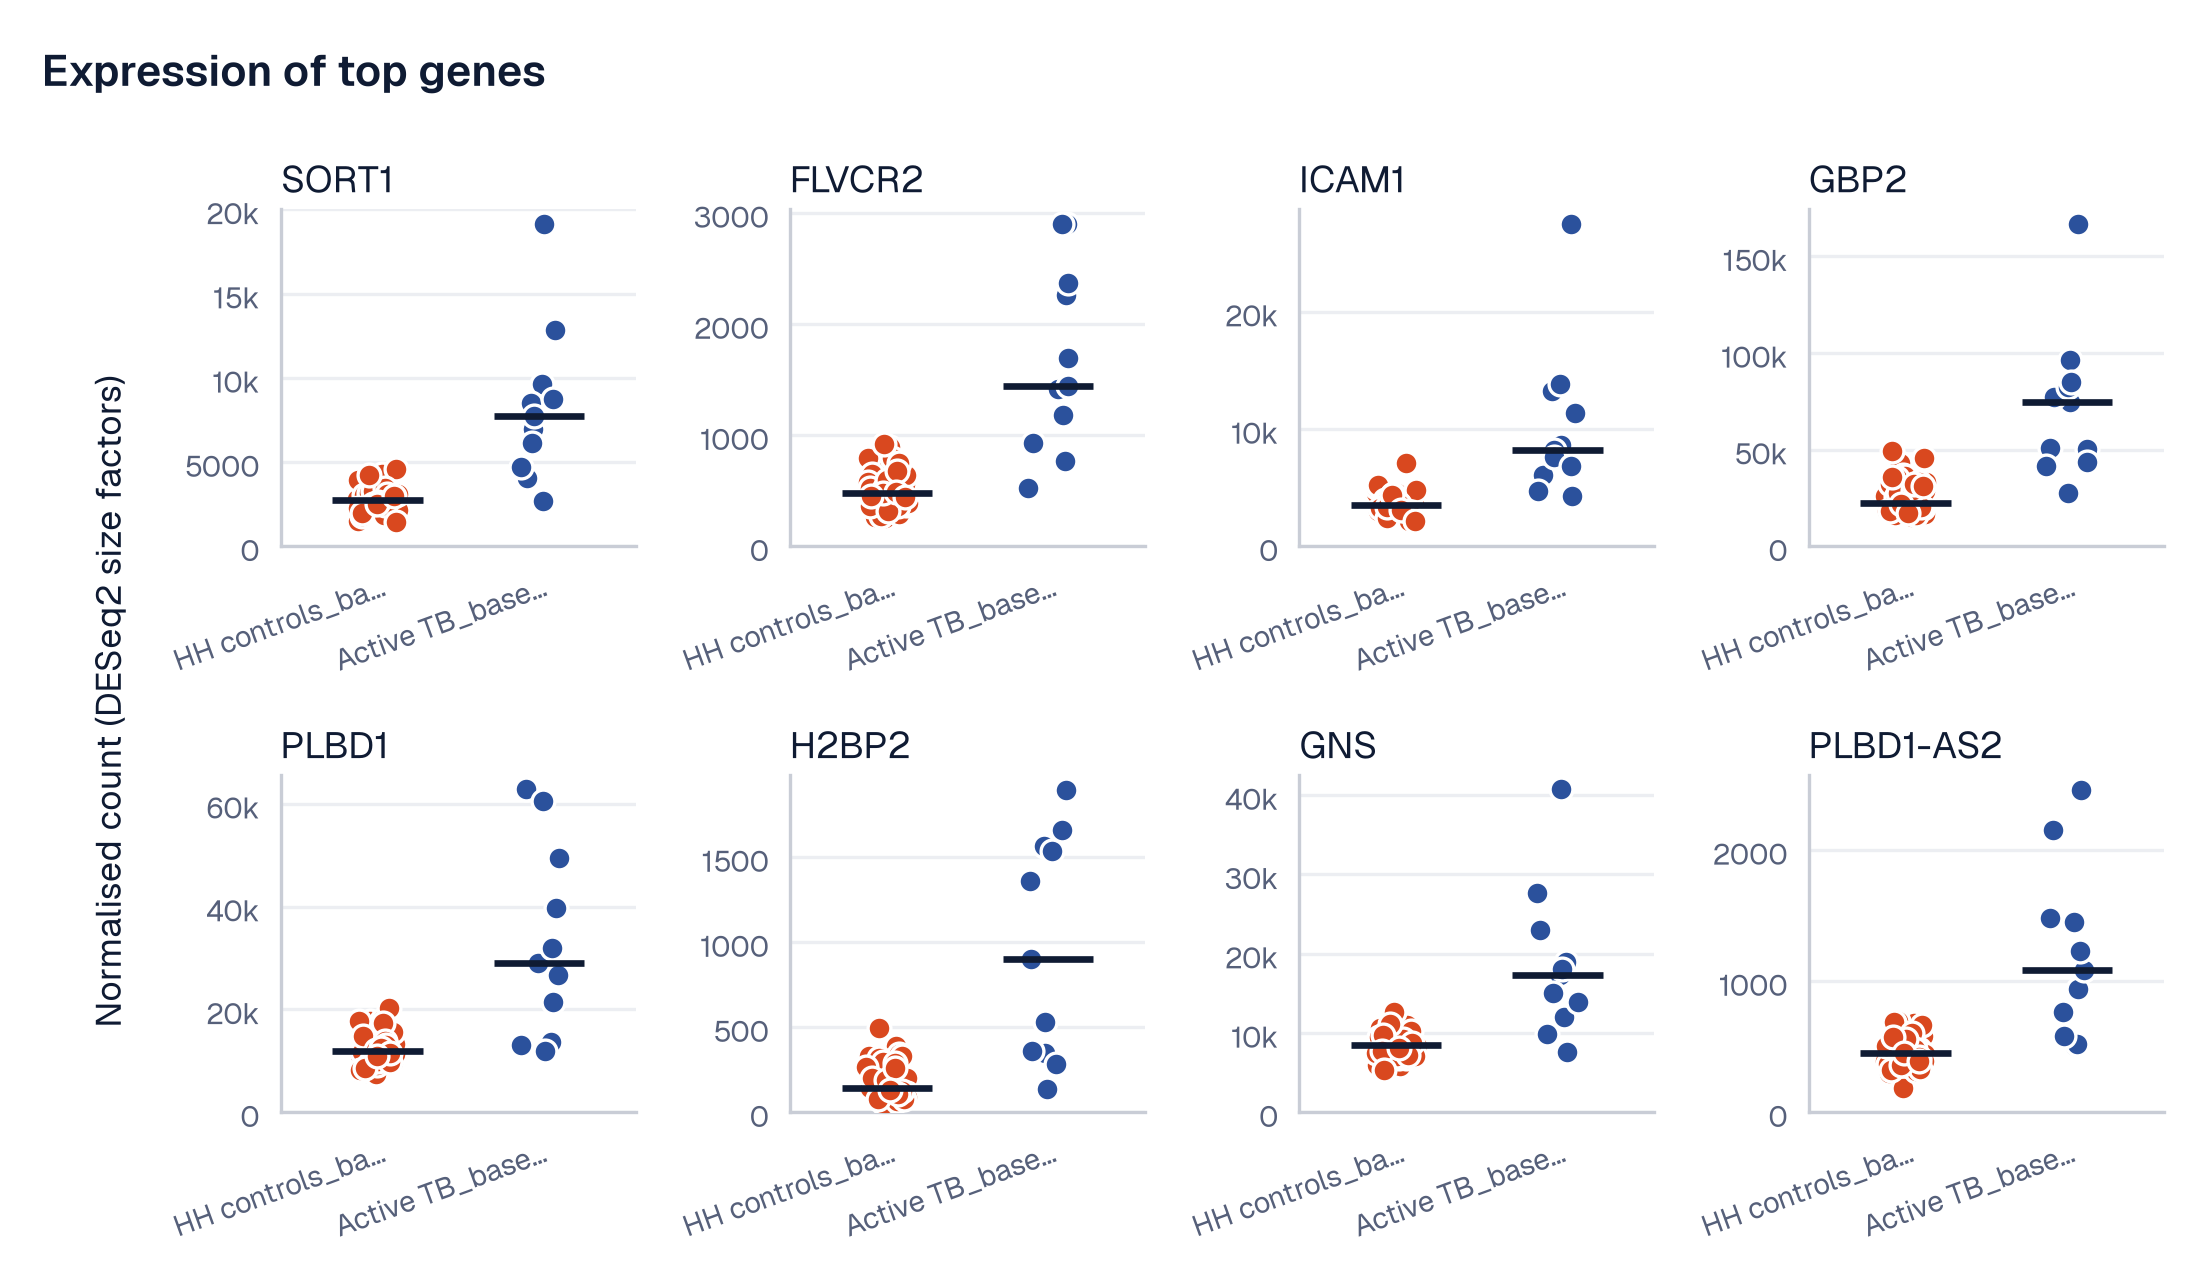 Expression of top genes
Normalised count (DESeq2 size factors)
SORT1
20k
15k
10k
5000
0
HH controls_ba...
Active TB_base...
FLVCR2
3000
2000
1000
0
HH controls_ba...
Active TB_base...
ICAM1
20k
10k
0
HH controls_ba...
Active TB_base...
GBP2
150k
100k
50k
0
HH controls_ba...
Active TB_base...
PLBD1
60k
40k
20k
0
HH controls_ba...
Active TB_base...
H2BP2
1500
1000
500
0
HH controls_ba...
Active TB_base...
GNS
40k
30k
20k
10k
0
HH controls_ba...
Active TB_base...
PLBD1-AS2
2000
1000
0
HH controls_ba...
Active TB_base...